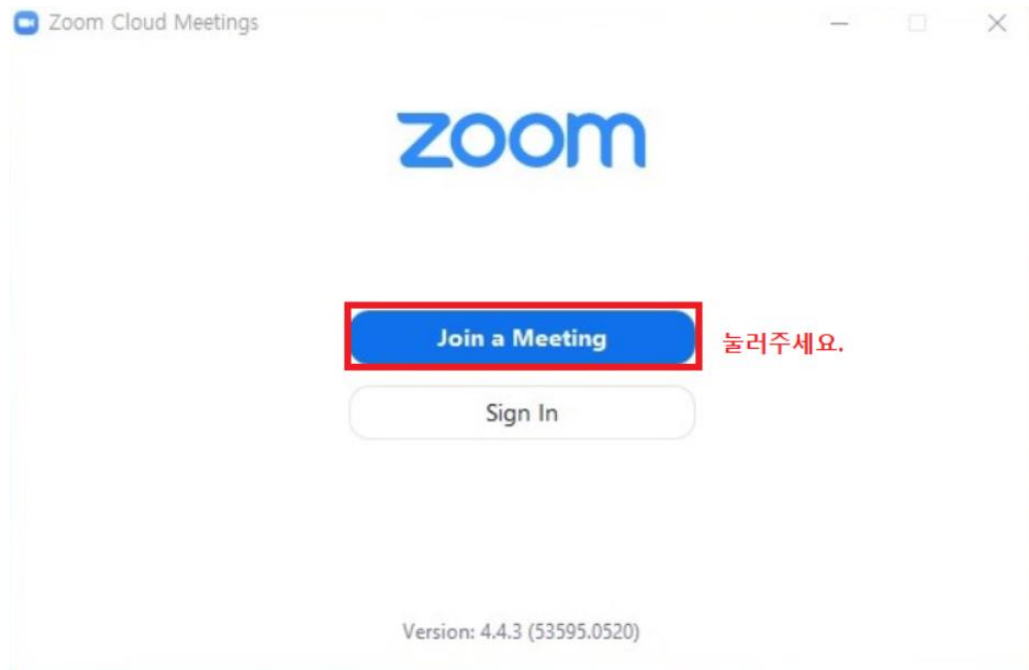 Zoom Cloud Meetings
zoom
Join a Meeting
눌러주세요.
Sign In
Version: 4.4.3 (53595.0520)